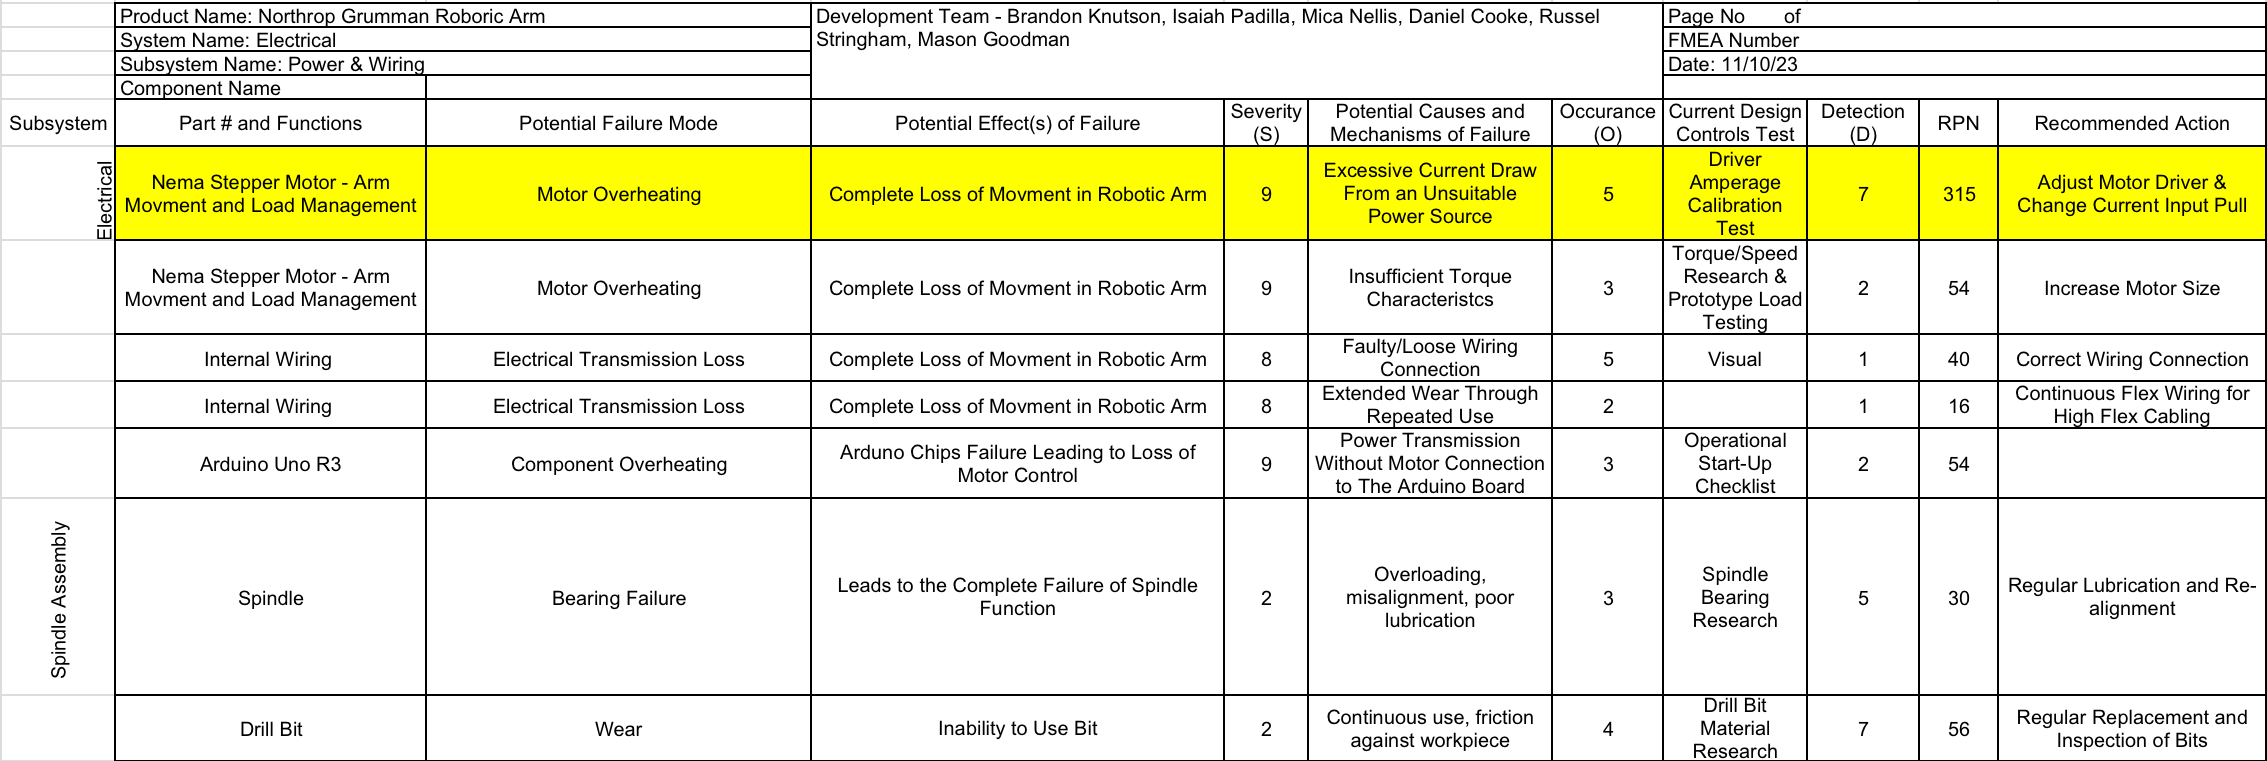 Product Name: Northrop Grumman Roboric Arm
System Name: Electrical
Subsystem Name: Power & Wiring
Component Name
Development Team - Brandon Knutson, Isaiah Padilla, Mica Nellis, Daniel Cooke, Russel
Stringham, Mason Goodman
Page No of
FMEA Number
Date: 11/10/23
Subsystem
Part # and Functions
Potential Failure Mode
Potential Effect(s) of Failure
Severity
(S)
Potential Causes and
Mechanisms of Failure
Occurance
(O)
Current Design
Controls Test
Detection
(D)
RPN
Recommended Action
Electrical
Nema Stepper Motor - Arm
Movment and Load Management
Motor Overheating
Complete Loss of Movment in Robotic Arm
9
Excessive Current Draw
From an Unsuitable
Power Source
5
Driver
Amperage
Calibration
Test
7
315
Adjust Motor Driver &
Change Current Input Pull
Nema Stepper Motor - Arm
Movment and Load Management
Motor Overheating
Complete Loss of Movment in Robotic Arm
9
Insufficient Torque
Characteristcs
3
Torque/Speed
Research &
Prototype Load
Testing
2
54
Increase Motor Size
Internal Wiring
Electrical Transmission Loss
Complete Loss of Movment in Robotic Arm
8
Faulty/Loose Wiring
Connection
5
Visual
1
40
Correct Wiring Connection
Internal Wiring
Electrical Transmission Loss
Complete Loss of Movment in Robotic Arm
8
Extended Wear Through
Repeated Use
2
1
16
Continuous Flex Wiring for
High Flex Cabling
Arduino Uno R3
Component Overheating
Arduno Chips Failure Leading to Loss of
Motor Control
9
Power Transmission
Without Motor Connection
to The Arduino Board
3
Operational
Start-Up
Checklist
2
54
Spindle Assembly
Spindle
Bearing Failure
Leads to the Complete Failure of Spindle
Function
2
Overloading,
misalignment, poor
lubrication
3
Spindle
Bearing
Research
5
30
Regular Lubrication and Re-
alignment
Drill Bit
Wear
Inability to Use Bit
2
Continuous use, friction
against workpiece
4
Drill Bit
Material
Research
7
56
Regular Replacement and
Inspection of Bits